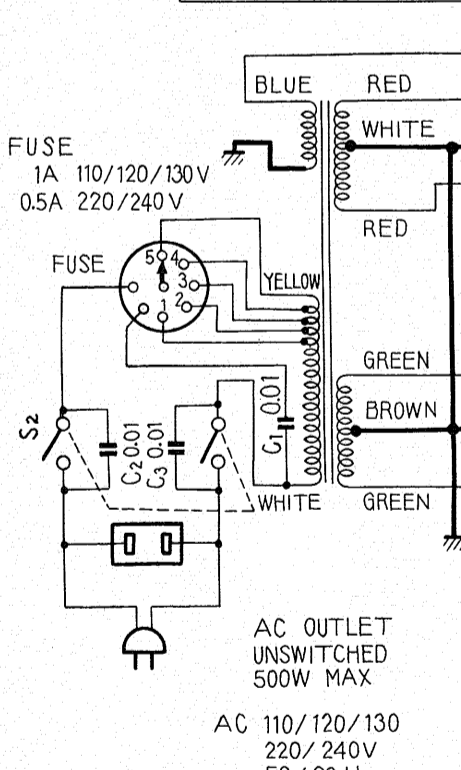 BLUE
RED
WHITE
FUSE
1A 110/120/130V
0.5A 220/240V
RED
FUSE
5
4
3
2
1
YELLOW
GREEN
BROWN
S2
C2 0.01
C3 0.01
C1 0.01
WHITE
GREEN
AC OUTLET
UNSWITCHED
500W MAX
AC 110/120/130
220/240V